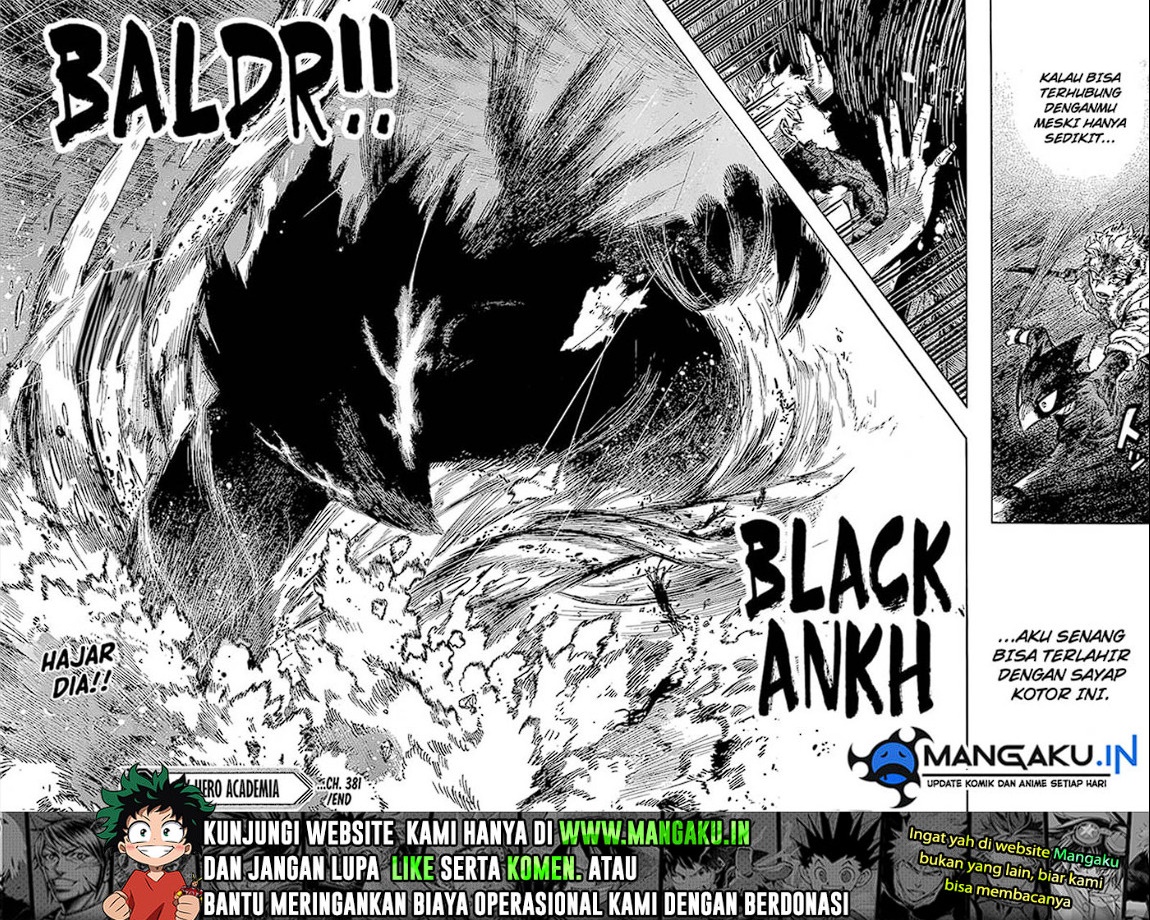 KALAU BISA
TERHUBUNG
DENGANMU
MESKI HANYA
SEDIKIT...
...AKU SENANG
BISA TERLAHIR
DENGAN SAYAP
KOTOR INI.
BALDR!!
BLACK
ANKH
HAJAR
DIA!!
HERO ACADEMIA
...CH. 381
/END
MANGAKU.IN
UPDATE KOMIK DAN ANIME SETIAP HARI
KUNJUNGI WEBSITE KAMI HANYA DI WWW.MANGAKU.IN
DAN JANGAN LUPA LIKE SERTA KOMEN. ATAU
BANTU MERINGANKAN BIAYA OPERASIONAL KAMI DENGAN BERDONASI
Ingat yah di website Mangaku
bukan yang lain, biar kami
bisa membacanya